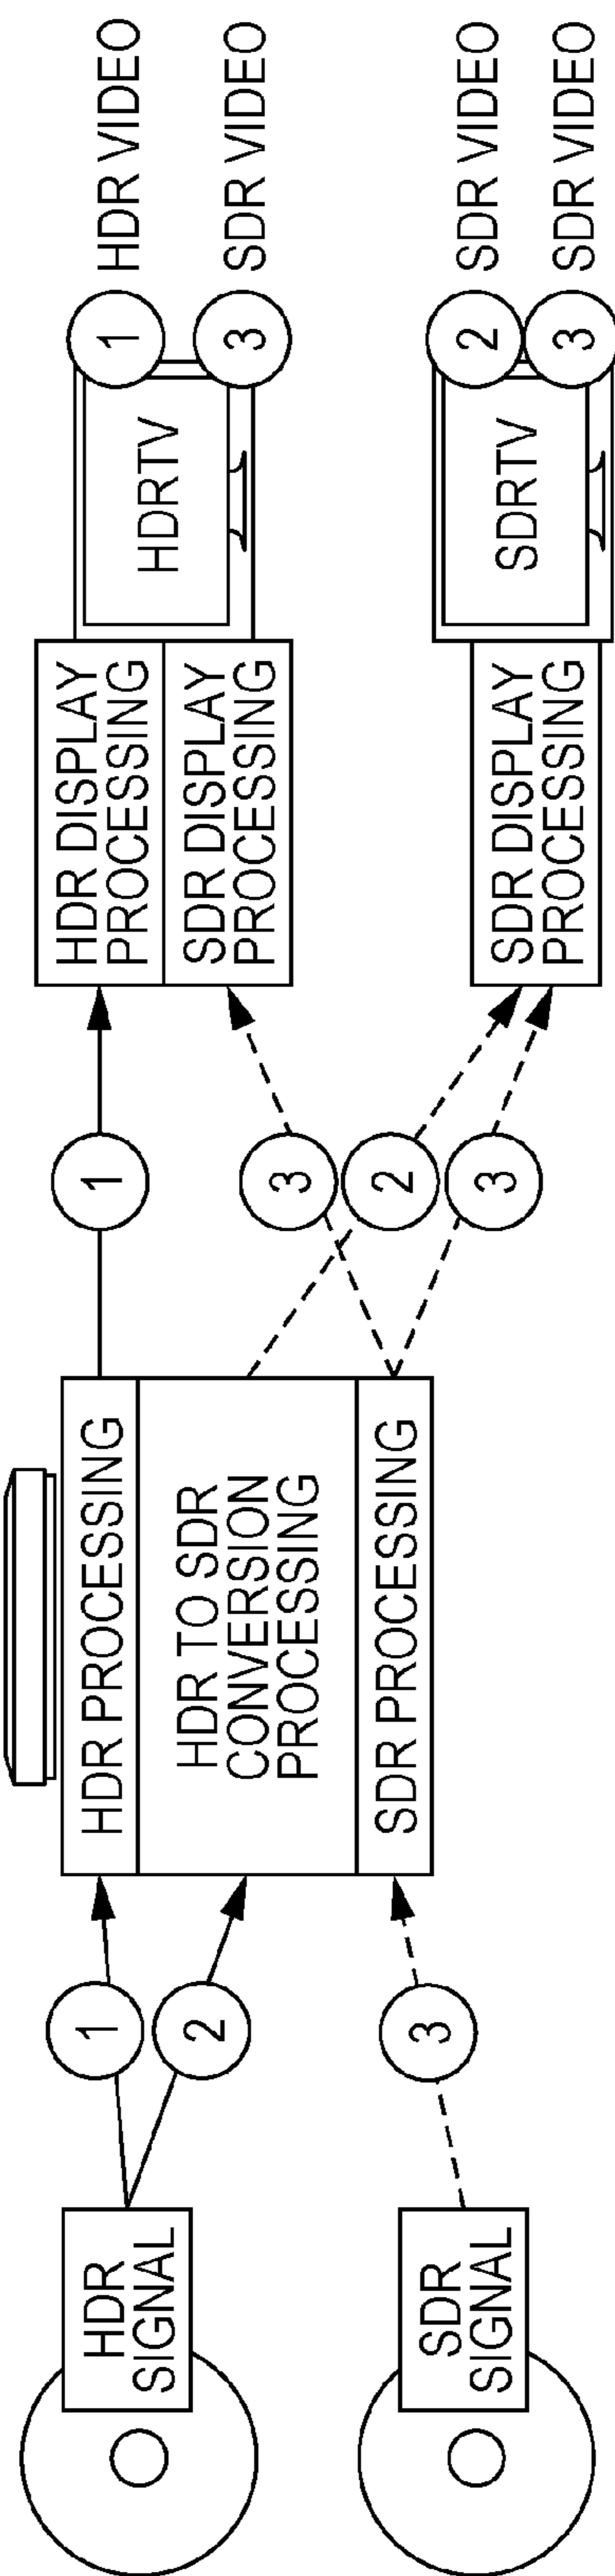 HDR
SIGNAL
1
2
SDR
SIGNAL
3
HDR PROCESSING
HDR TO SDR
CONVERSION
PROCESSING
SDR PROCESSING
1
3
2
3
HDR DISPLAY
PROCESSING
SDR DISPLAY
PROCESSING
HDRTV
1
HDR VIDEO
3
SDR VIDEO
SDR DISPLAY
PROCESSING
SDRTV
2
SDR VIDEO
3
SDR VIDEO